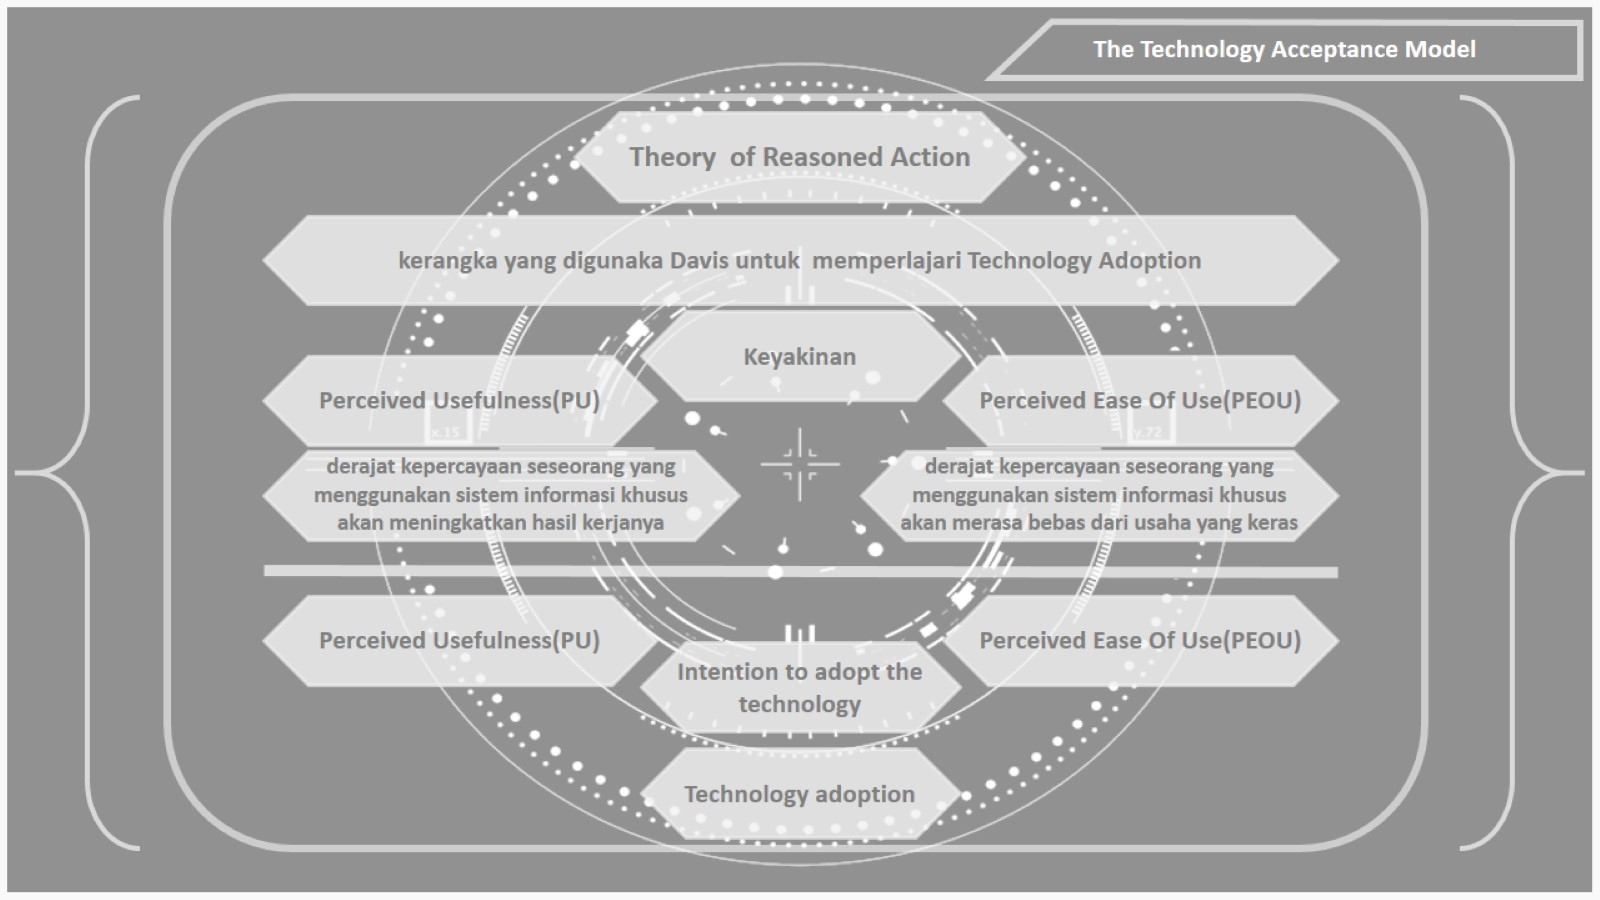 The Technology Acceptance Model
Theory  of Reasoned Action
kerangka yang digunaka Davis untuk  memperlajari Technology Adoption
Keyakinan
Perceived Usefulness(PU)
Perceived Ease Of Use(PEOU)
x.15
y.72
derajat kepercayaan seseorang yang
menggunakan sistem informasi khusus
akan meningkatkan hasil kerjanya
derajat kepercayaan seseorang yang
menggunakan sistem informasi khusus
akan merasa bebas dari usaha yang keras
Perceived Usefulness(PU)
Perceived Ease Of Use(PEOU)
Intention to adopt the
technology
Technology adoption